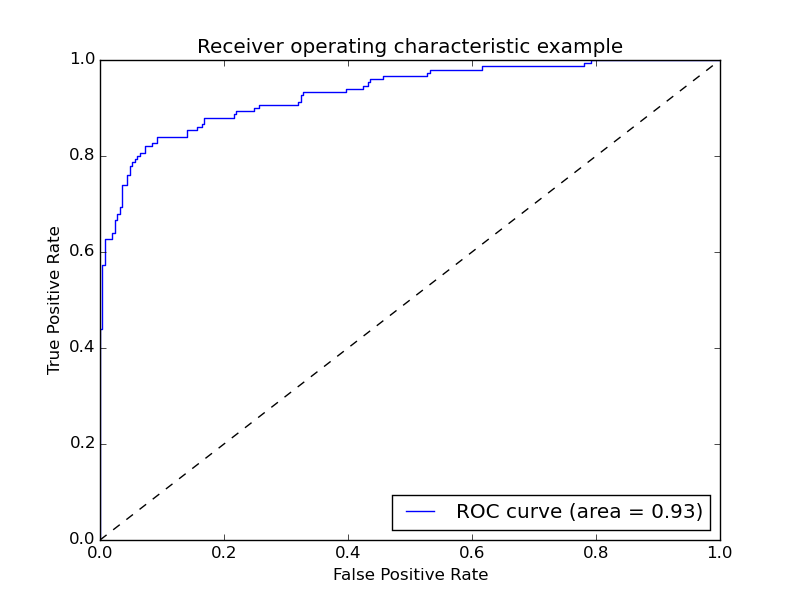 Receiver operating characteristic example
1.0
0.8
0.6
0.4
0.2
0.0
True Positive Rate
ROC curve (area = 0.93)
0.0 0.2 0.4 0.6 0.8 1.0
False Positive Rate